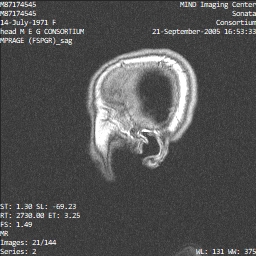 MB7174545
MB7174545
14-July-1971 F
head M E G CONSORTIUM
MPRAGE (FSPGR)_sag
MIND Imaging Center
Sonata
Consortium
21-September-2005 16:53:33
ST: 1.30 SL: -69.23
RT: 2730.00 ET: 3.25
FS: 1.49
MR
Images: 21/144
Series: 2
WL: 131 WW: 375